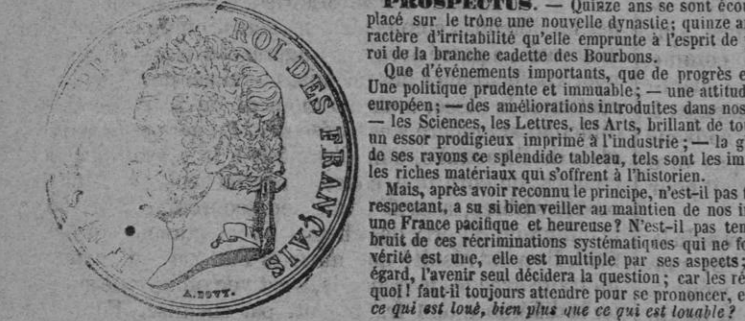 ROI DES FRANÇAIS
A. BOVY.
PROSPECTUS. — Quinze ans se sont écou
placé sur le trône une nouvelle dynastie; quinze a
ractère d'irritabilité qu'elle emprunte à l'esprit de
roi de la branche cadette des Bourbons.
Que d'événements importants, que de progrès e
Une politique prudente et immuable; — une attitud
européen; — des améliorations introduites dans nos
— les Sciences, les Lettres, les Arts, brillant de to
un essor prodigieux imprimé à l'industrie; — la g
de ses rayons ce splendide tableau, tels sont les im
les riches matériaux qui s'offrent à l'historien.
Mais, après avoir reconnu le principe, n'est-il pas
respectant, a su si bien veiller au maintien de nos i
une France pacifique et heureuse? N'est-il pas ten
bruit de ces récriminations systématiques qui ne f
vérité est une, elle est multiple par ses aspects;
égard, l'avenir seul décidera la question; car les ré
quoi! faut-il toujours attendre pour se prononcer, e
ce qui est loué, bien plus que ce qui est louable?